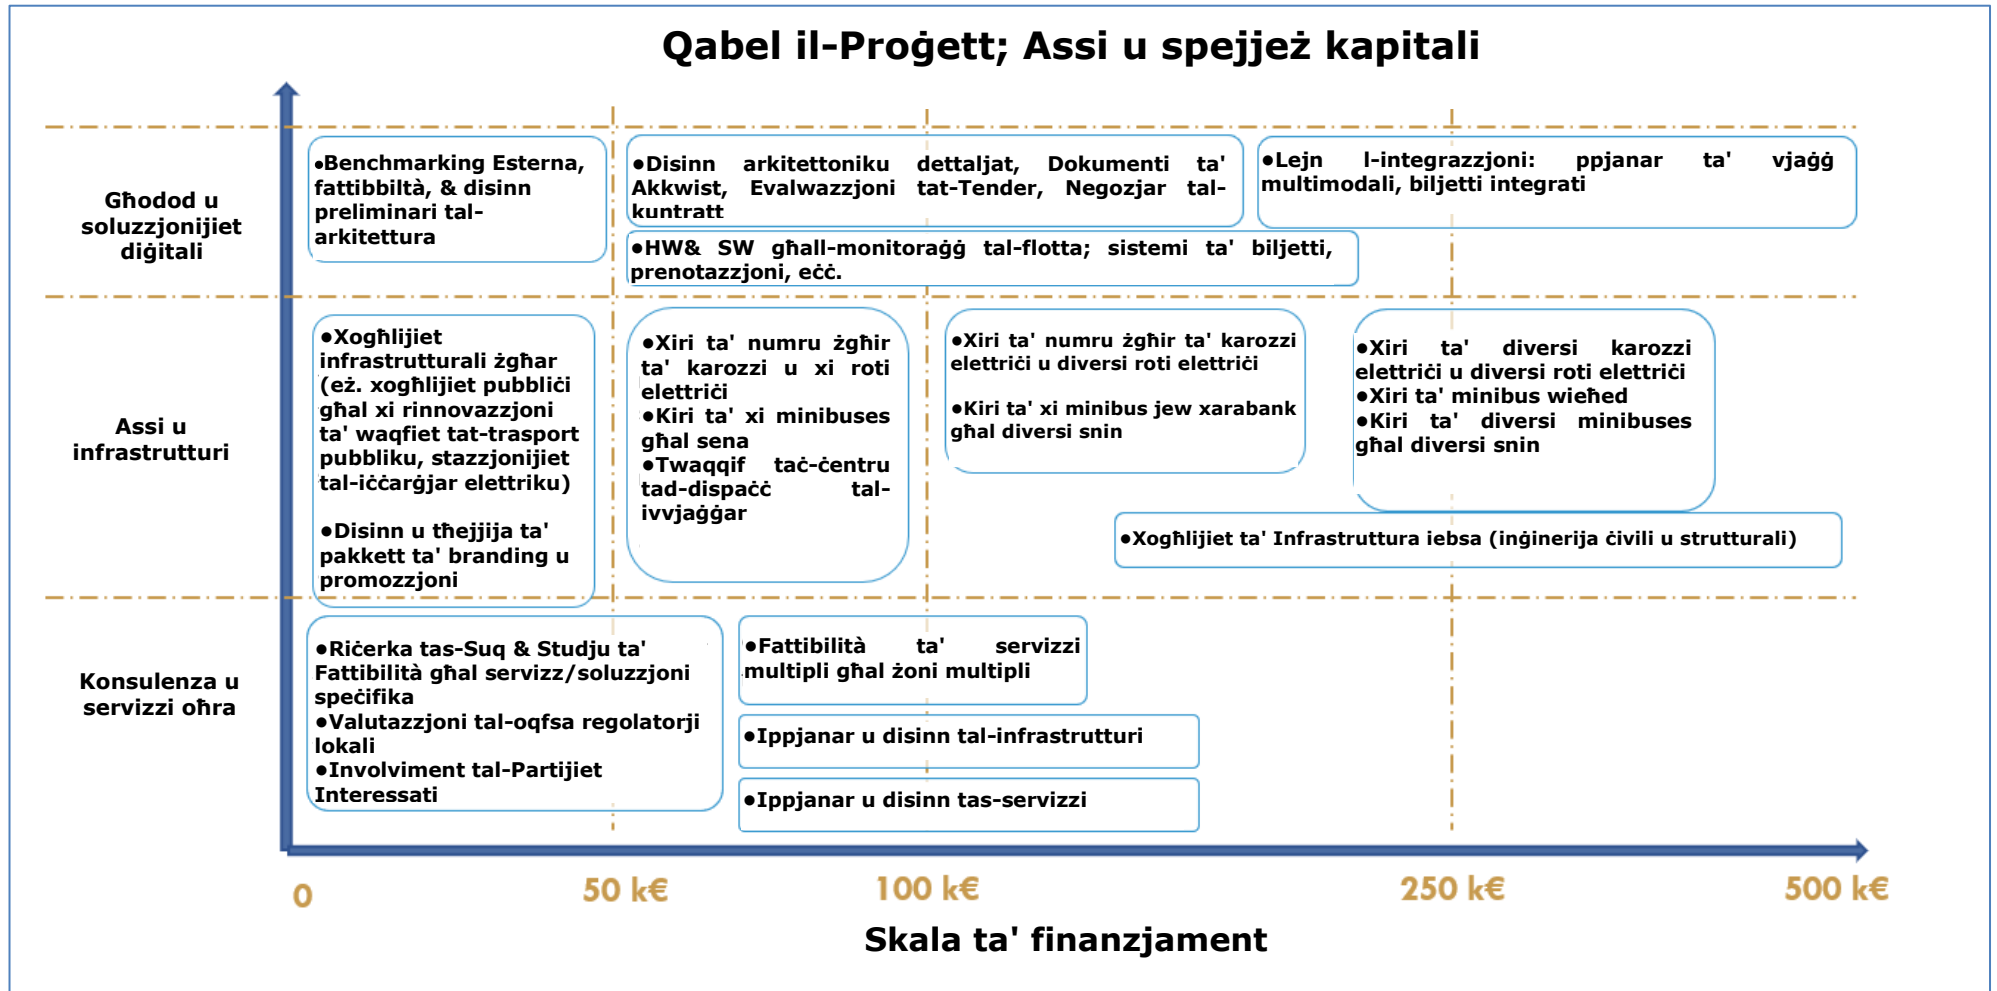 Qabel il-Proġett; Assi u spejjeż kapitali
Għodod u
soluzzjonijiet
diġitali
●Benchmarking Esterna,
fattibbiltà, & disinn
preliminari tal-
arkitettura
●Disinn arkitettoniku dettaljat, Dokumenti ta'
Akkwist, Evalwazzjoni tat-Tender, Negozjar tal-
kuntratt
●Lejn l-integrazzjoni: ppjanar ta' vjaġġ
multimodali, biljetti integrati
●HW& SW għall-monitoraġġ tal-flotta; sistemi ta' biljetti,
prenotazzjoni, eċċ.
Assi u
infrastrutturi
●Xogħlijiet
infrastrutturali żgħar
(eż. xogħlijiet pubbliċi
għal xi rinnovazzjoni
ta' waqfiet tat-trasport
pubbliku, stazzjonijiet
tal-iċċarġjar elettriku)
●Disinn u tħejjija ta'
pakkett ta' branding u
promozzjoni
●Xiri ta' numru żgħir
ta' karozzi u xi roti
elettriċi
●Kiri ta' xi minibuses
għal sena
●Twaqqif taċ-ċentru
tad-dispaċċ tal-
ivvjaġġar
●Xiri ta' numru żgħir ta' karozzi
elettriċi u diversi roti elettriċi
●Kiri ta' xi minibus jew xarabank
għal diversi snin
●Xiri ta' diversi karozzi
elettriċi u diversi roti elettriċi
●Xiri ta' minibus wieħed
●Kiri ta' diversi minibuses
għal diversi snin
●Xogħlijiet ta' Infrastruttura iebsa (inġinerija ċivili u strutturali)
Konsulenza u
servizzi oħra
●Riċerka tas-Suq & Studju ta'
Fattibilità għal servizz/soluzzjoni
speċifika
●Valutazzjoni tal-oqfsa regolatorji
lokali
●Involviment tal-Partijiet
Interessati
●Fattibilità ta' servizzi
multipli għal żoni multipli
●Ippjanar u disinn tal-infrastrutturi
●Ippjanar u disinn tas-servizzi
0
50 k€
100 k€
250 k€
500 k€
Skala ta' finanzjament